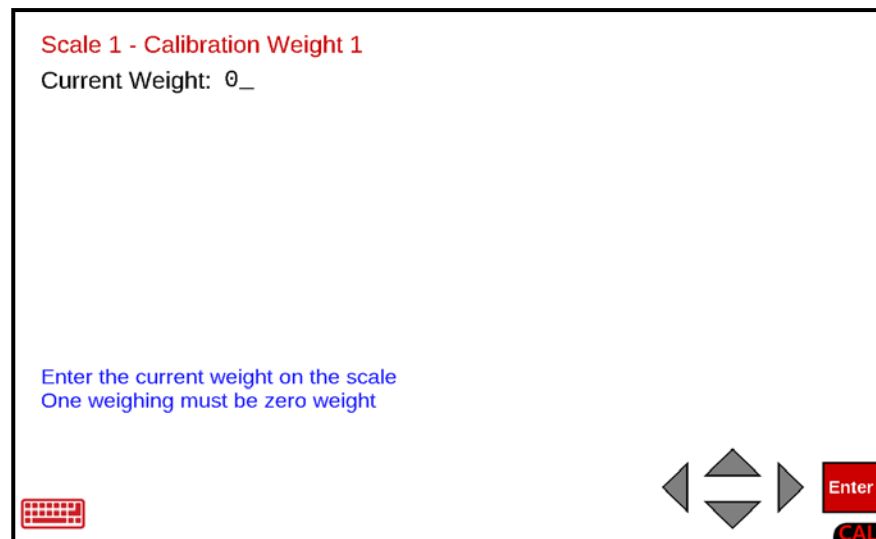 Scale 1 - Calibration Weight 1
Current Weight: 0_
Enter the current weight on the scale
One weighing must be zero weight
Enter
CAL